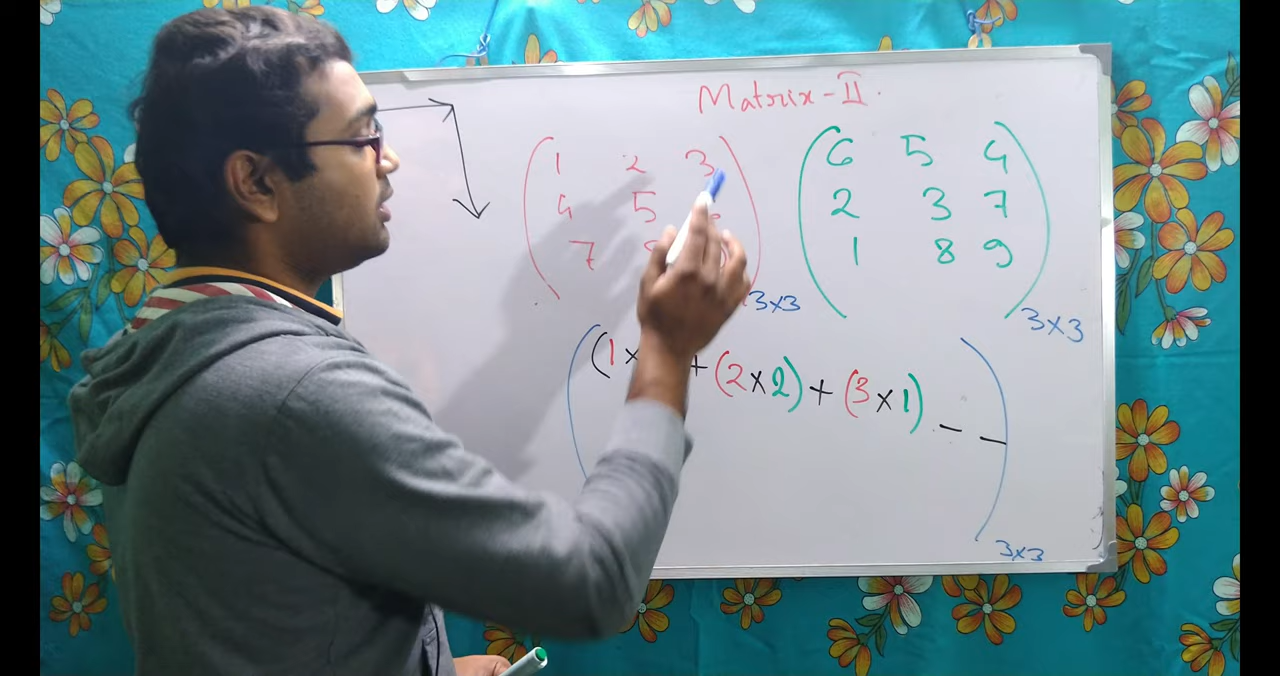 Matrix-II
1 2 3
4 5
7
3x3
6 5 4
2 3 7
1 8 9
3x3
(1x + (2x2) + (3x1) - -
3x3